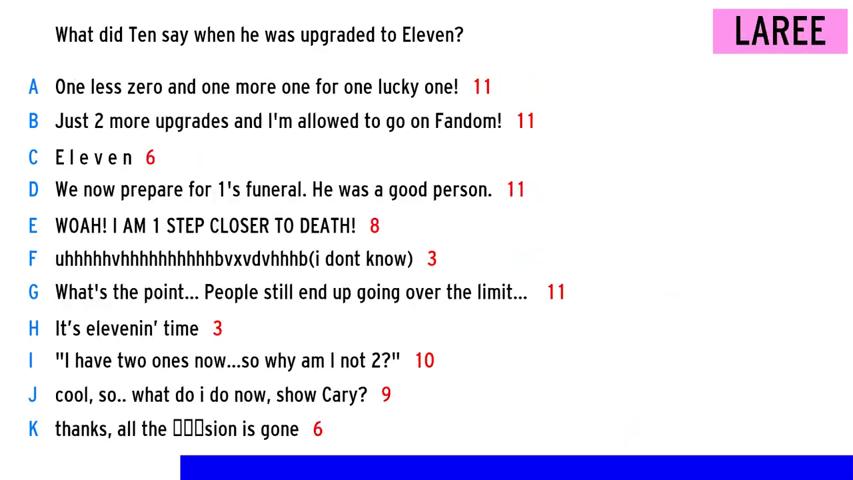 What did Ten say when he was upgraded to Eleven?
LAREE
A One less zero and one more one for one lucky one! 11
B Just 2 more upgrades and I'm allowed to go on Fandom! 11
C E l e v e n 6
D We now prepare for 1's funeral. He was a good person. 11
E WOAH! I AM 1 STEP CLOSER TO DEATH! 8
F uhhhhhvhhhhhhhhhhbvxvdvhhhb(i dont know) 3
G What's the point... People still end up going over the limit... 11
H It’s elevenin’ time 3
I "I have two ones now...so why am I not 2?" 10
J cool, so.. what do i do now, show Cary? 9
K thanks, all the □□□sion is gone 6